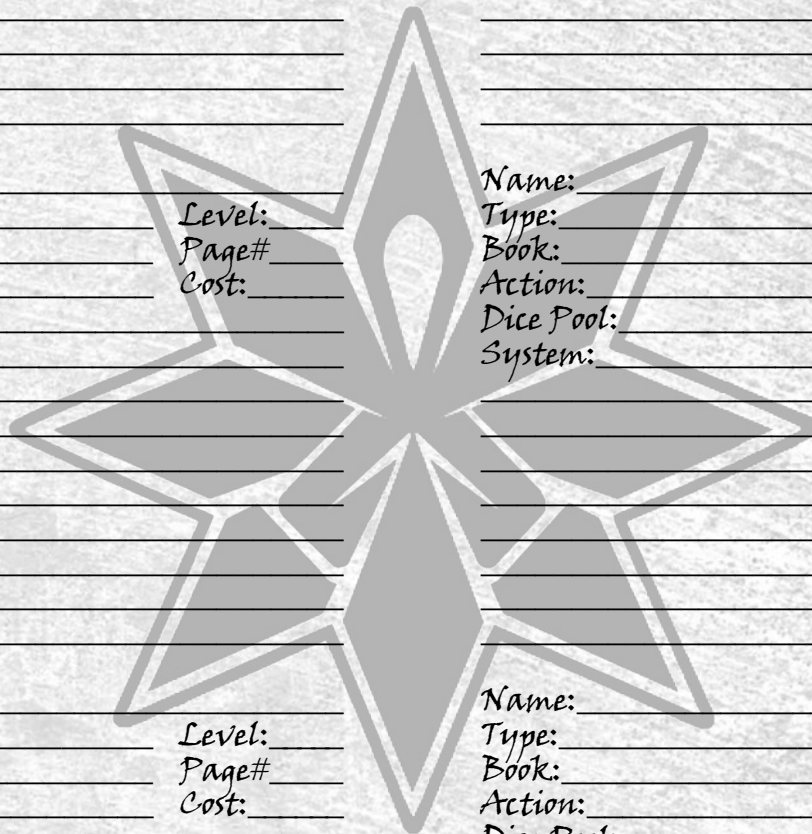 Name:
Level: Type:
Page# Book:
Cost: Action:
Dice Pool:
System:
Name:
Level: Type:
Page# Book:
Cost: Action: